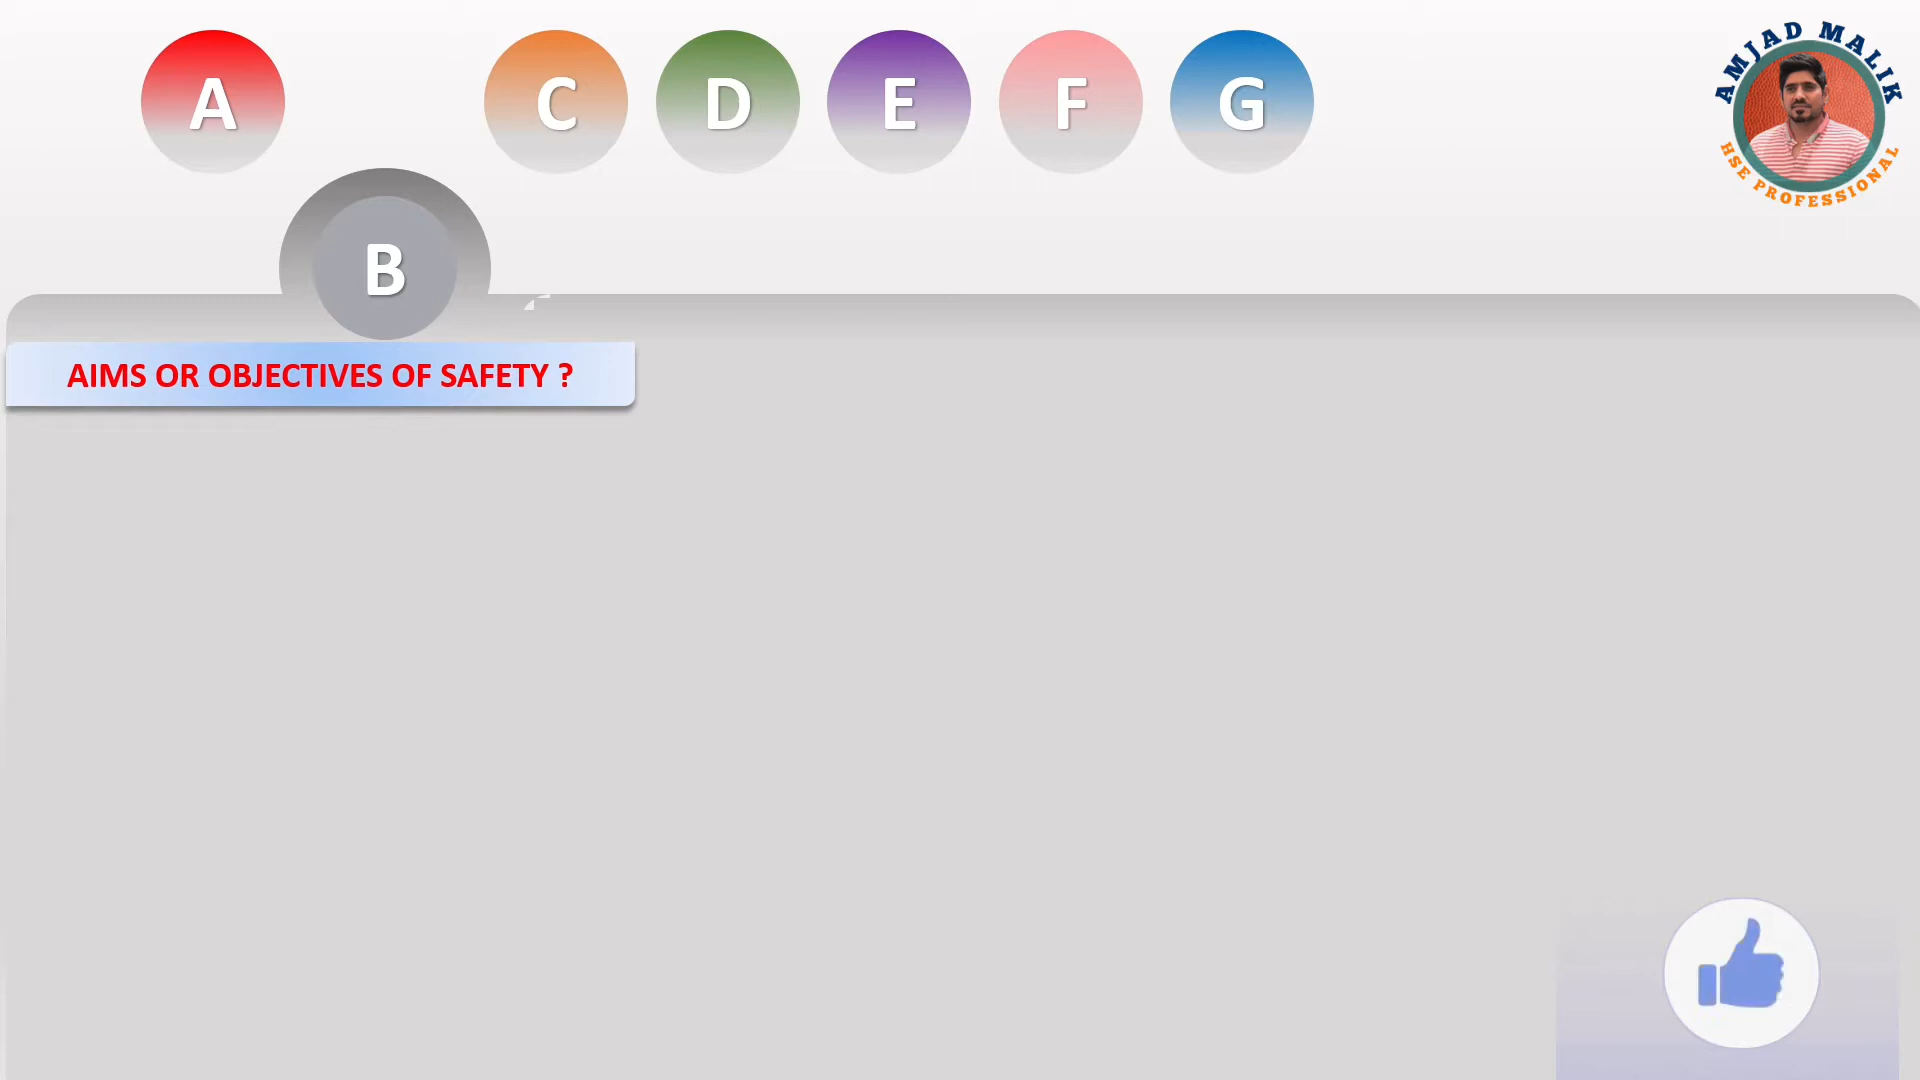 A
C
D
E
F
G
AMJAD MALIK
HSE PROFESSIONAL
B
AIMS OR OBJECTIVES OF SAFETY ?